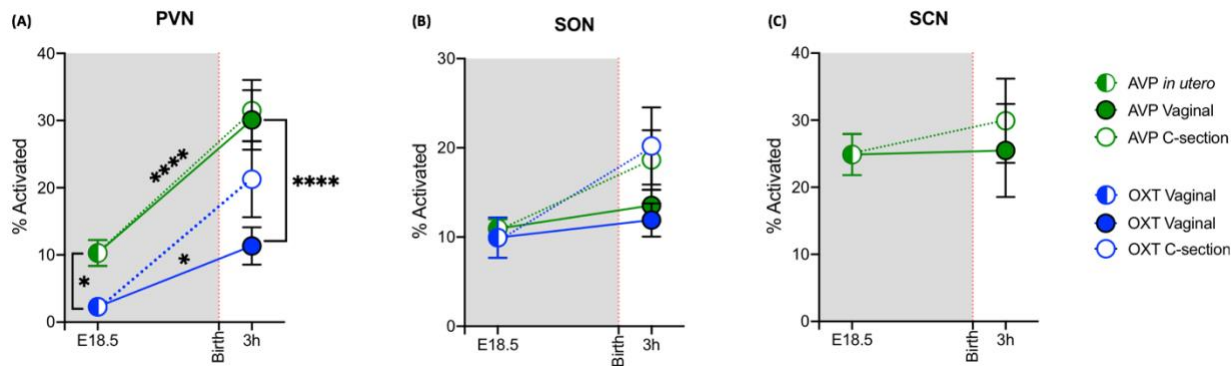 (A)
PVN
% Activated
40
30
20
10
0
****
****
*
*
E18.5
Birth
3h
(B)
SON
% Activated
30
20
10
0
E18.5
Birth
3h
(C)
SCN
% Activated
40
30
20
10
0
E18.5
Birth
3h
AVP in utero
AVP Vaginal
AVP C-section
OXT Vaginal
OXT Vaginal
OXT C-section